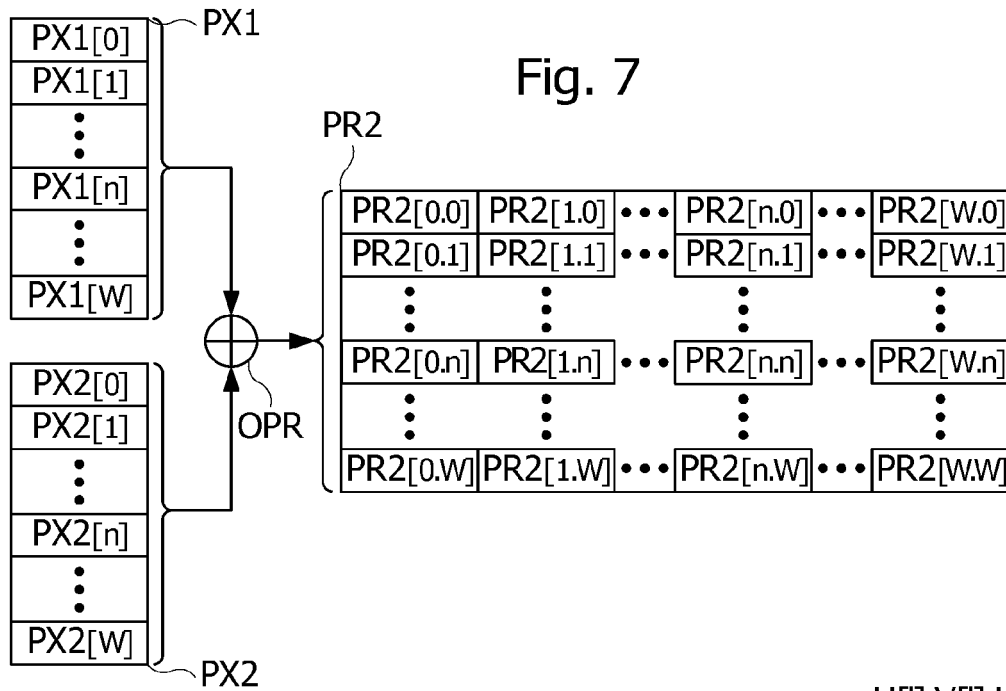 PX1
PX1[0]
PX1[1]
PX1[n]
PX1[W]
Fig. 7
PR2
PR2[0.0] PR2[1.0] PR2[n.0] PR2[W.0]
PR2[0.1] PR2[1.1] PR2[n.1] PR2[W.1]
PR2[0.n] PR2[1.n] PR2[n.n] PR2[W.n]
PR2[0.W] PR2[1.W] PR2[n.W] PR2[W.W]
OPR
PX2[0]
PX2[1]
PX2[n]
PX2[W]
PX2